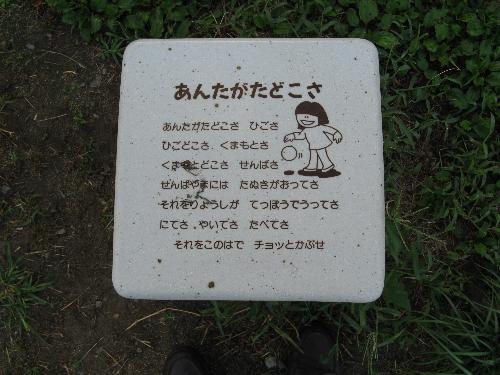 あんたがたどこさ
あんたがたどこさ　ひごさ
ひごどこさ　くまもとさ
くまもとどこさ　せんばさ
せんばやまには　たぬきがおってさ
それをりょうしが　てっぽうでうってさ
にてさ　やいてさ　たべてさ
それをこのはで　チョッとかぶせ